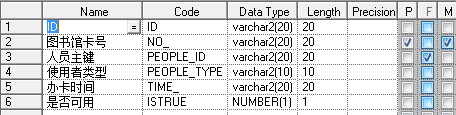 Name Code Data Type Length Precision P F M
1 ID = ID varchar2(20) 20
2 图书馆卡号 NO_ varchar2(20) 20
3 人员主键 PEOPLE_ID varchar2(20) 20
4 使用者类型 PEOPLE_TYPE varchar2(10) 10
5 办卡时间 TIME_ varchar2(20) 20
6 是否可用 ISTRUE NUMBER(1) 1